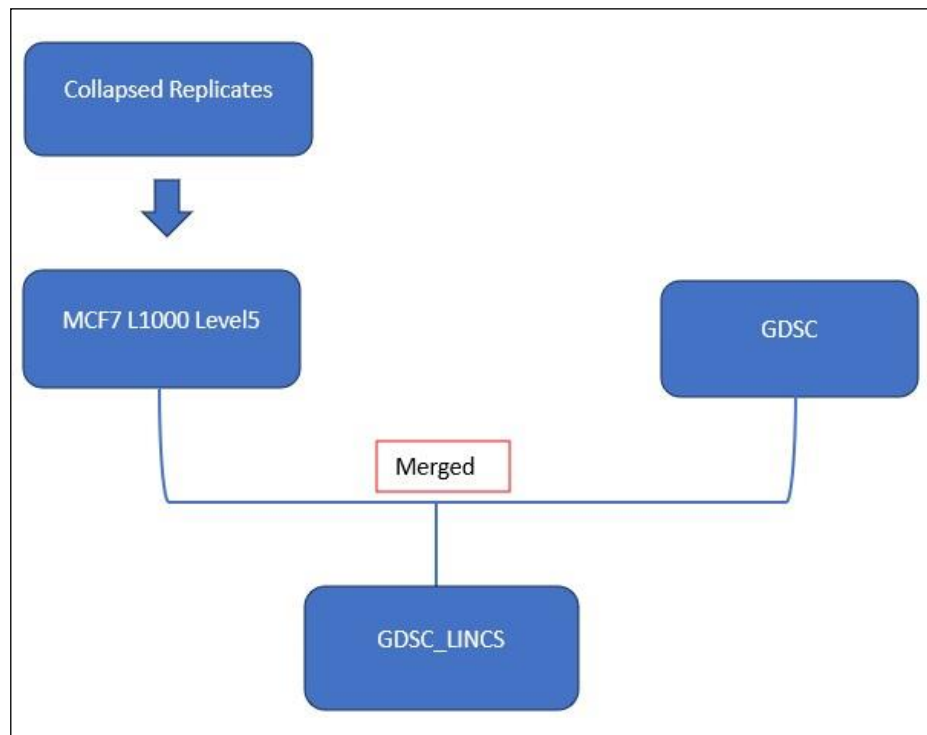 Collapsed Replicates
MCF7 L1000 Level5
GDSC
Merged
GDSC_LINCS